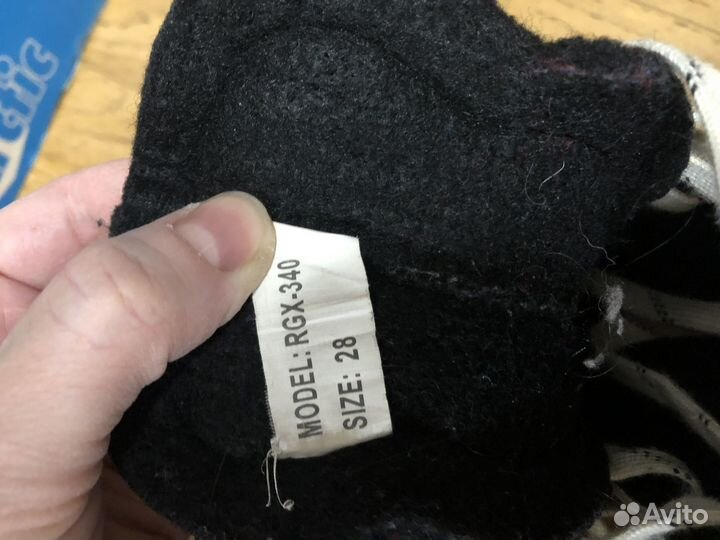 MODEL: RGX-340
SIZE: 28
Avito